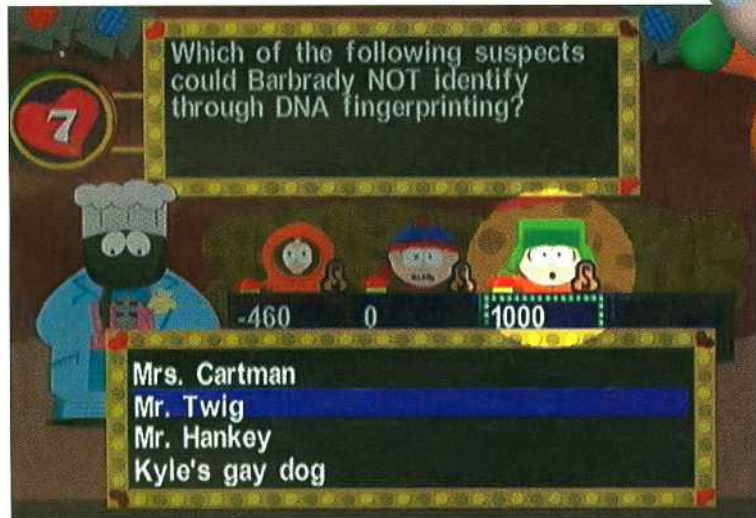 Which of the following suspects
could Barbrady NOT identify
through DNA fingerprinting?
7
-460
0
1000
Mrs. Cartman
Mr. Twig
Mr. Hankey
Kyle's gay dog